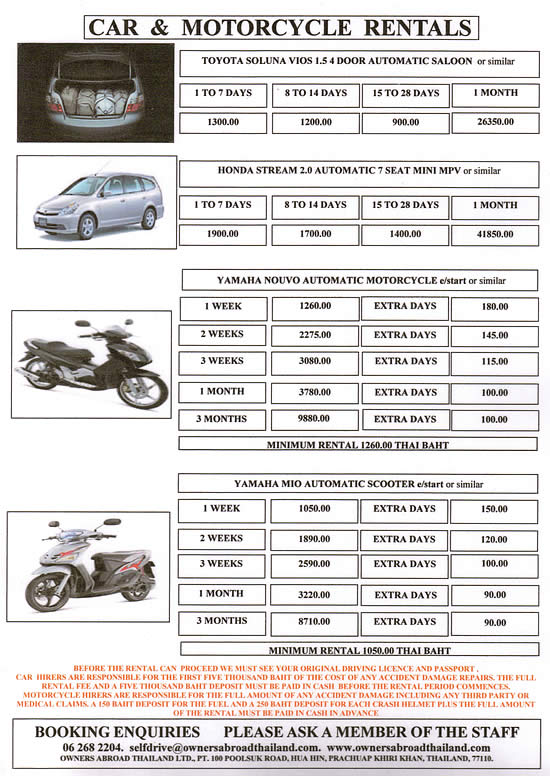 CAR & MOTORCYCLE RENTALS
TOYOTA SOLUNA VIOS 1.5 4 DOOR AUTOMATIC SALOON or similar
1 TO 7 DAYS 8 TO 14 DAYS 15 TO 28 DAYS 1 MONTH
1300.00 1200.00 900.00 26350.00
HONDA STREAM 2.0 AUTOMATIC 7 SEAT MINI MPV or similar
1 TO 7 DAYS 8 TO 14 DAYS 15 TO 28 DAYS 1 MONTH
1900.00 1700.00 1400.00 41850.00
YAMAHA NOUVO AUTOMATIC MOTORCYCLE e/start or similar
1 WEEK 1260.00 EXTRA DAYS 180.00
2 WEEKS 2275.00 EXTRA DAYS 145.00
3 WEEKS 3080.00 EXTRA DAYS 115.00
1 MONTH 3780.00 EXTRA DAYS 100.00
3 MONTHS 9880.00 EXTRA DAYS 100.00
MINIMUM RENTAL 1260.00 THAI BAHT
YAMAHA MIO AUTOMATIC SCOOTER e/start or similar
1 WEEK 1050.00 EXTRA DAYS 150.00
2 WEEKS 1890.00 EXTRA DAYS 120.00
3 WEEKS 2590.00 EXTRA DAYS 100.00
1 MONTH 3220.00 EXTRA DAYS 90.00
3 MONTHS 8710.00 EXTRA DAYS 90.00
MINIMUM RENTAL 1050.00 THAI BAHT
BEFORE THE RENTAL CAN PROCEED WE MUST SEE YOUR ORIGINAL DRIVING LICENCE AND PASSPORT .
CAR HIRERS ARE RESPONSIBLE FOR THE FIRST FIVE THOUSAND BAHT OF THE COST OF ANY ACCIDENT DAMAGE REPAIRS. THE FULL
RENTAL FEE AND A FIVE THOUSAND BAHT DEPOSIT MUST BE PAID IN CASH BEFORE THE RENTAL PERIOD COMMENCES.
MOTORCYCLE HIRERS ARE RESPONSIBLE FOR THE FULL AMOUNT OF ANY ACCIDENT DAMAGE INCLUDING ANY THIRD PARTY OR
MEDICAL CLAIMS. A 150 BAHT DEPOSIT FOR THE FUEL AND A 250 BAHT DEPOSIT FOR EACH CRASH HELMET PLUS THE FULL AMOUNT
OF THE RENTAL MUST BE PAID IN CASH IN ADVANCE
BOOKING ENQUIRIES PLEASE ASK A MEMBER OF THE STAFF
06 268 2204. selfdrive@ownersabroadthailand.com. www.ownersabroadthailand.com
OWNERS ABROAD THAILAND LTD., PT. 100 POOLSUK ROAD, HUA HIN, PRACHUAP KHIRI KHAN, THAILAND, 77110.